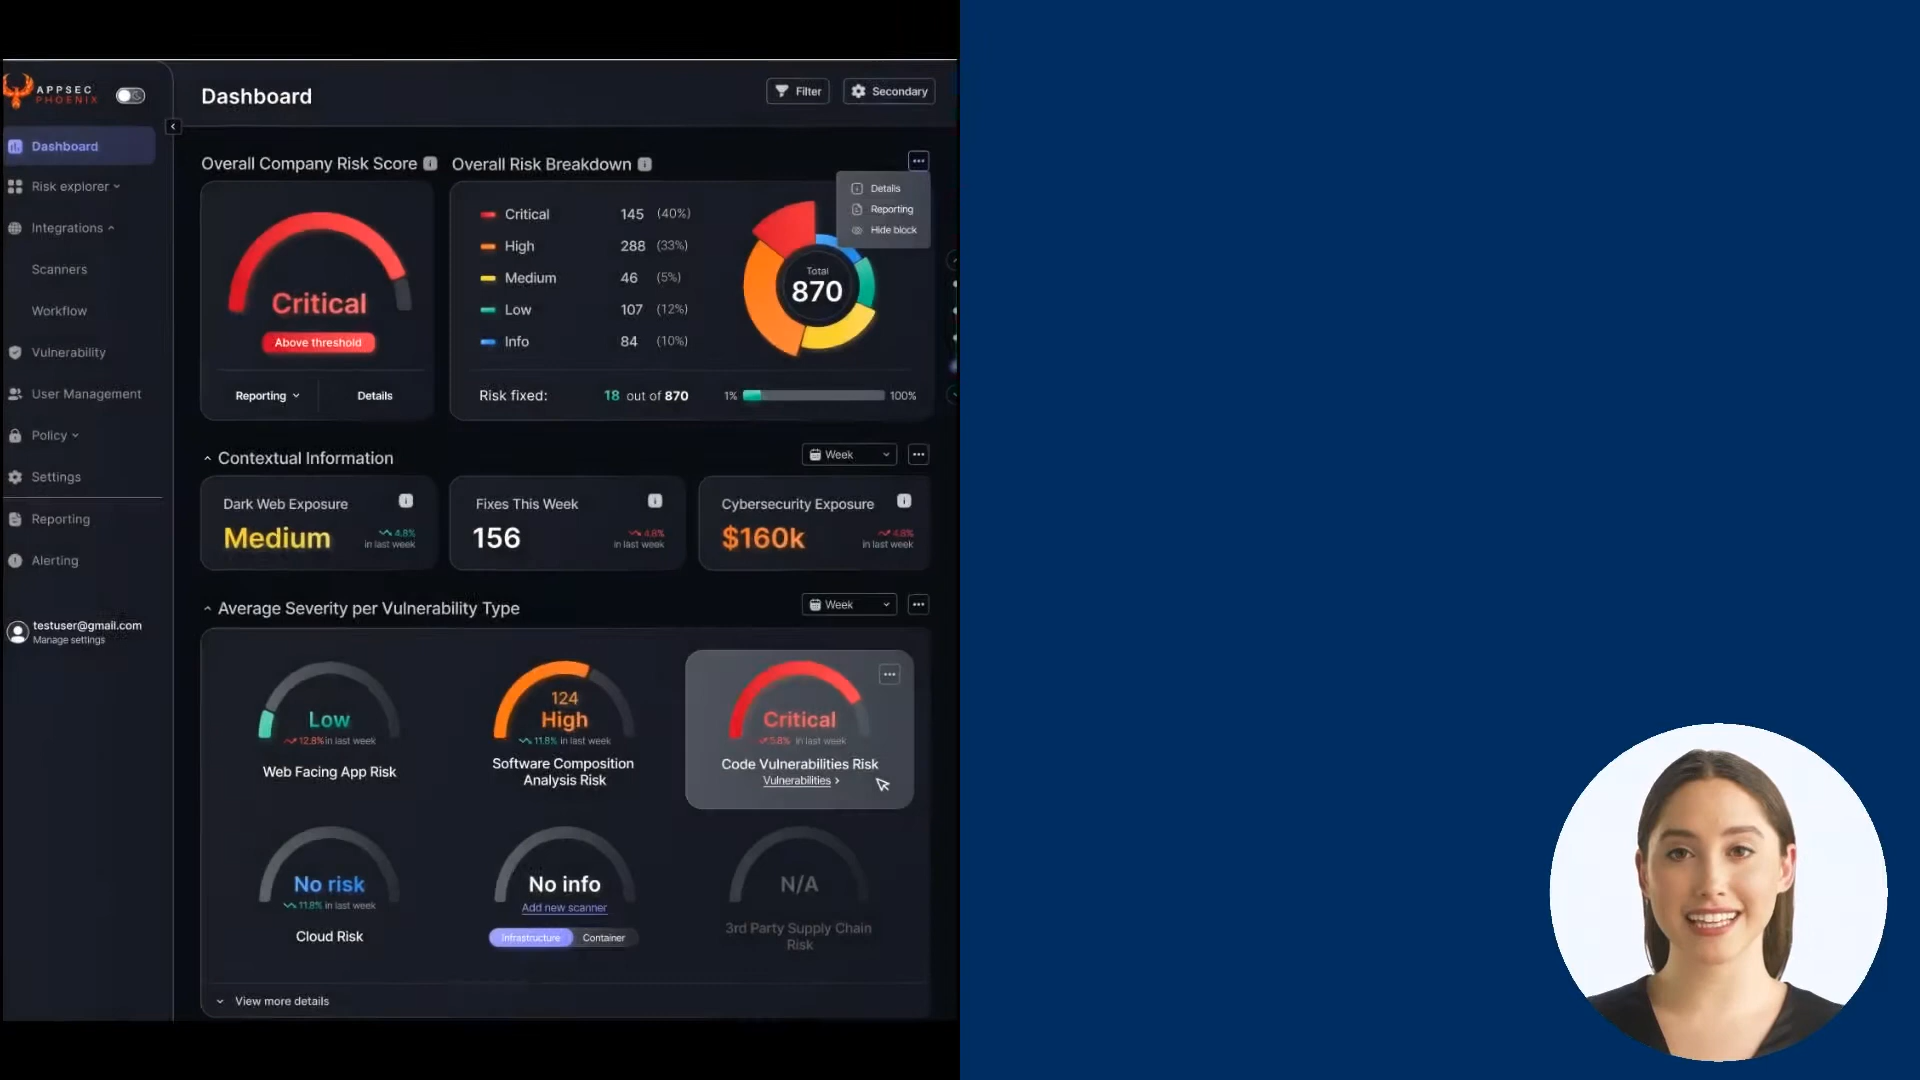 APPSEC
PHOENIX
Dashboard
Filter
Secondary
Dashboard
Risk explorer
Integrations
Scanners
Workflow
Vulnerability
User Management
Policy
Settings
Reporting
Alerting
testuser@gmail.com
Manage settings
Overall Company Risk Score
Critical
Above threshold
Reporting
Details
Overall Risk Breakdown
Details
Reporting
Hide block
Critical 145 (40%)
High 288 (33%)
Medium 46 (5%)
Low 107 (12%)
Info 84 (10%)
Total
870
Risk fixed: 18 out of 870 1% 100%
Contextual Information
Week
Dark Web Exposure
Medium
4.8%
in last week
Fixes This Week
156
4.8%
in last week
Cybersecurity Exposure
$160k
4.8%
in last week
Average Severity per Vulnerability Type
Week
Low
12.8% in last week
Web Facing App Risk
124
High
11.8% in last week
Software Composition
Analysis Risk
Critical
5.8% in last week
Code Vulnerabilities Risk
Vulnerabilities
No risk
11.8% in last week
Cloud Risk
No info
Add new scanner
Infrastructure
Container
N/A
3rd Party Supply Chain
Risk
View more details